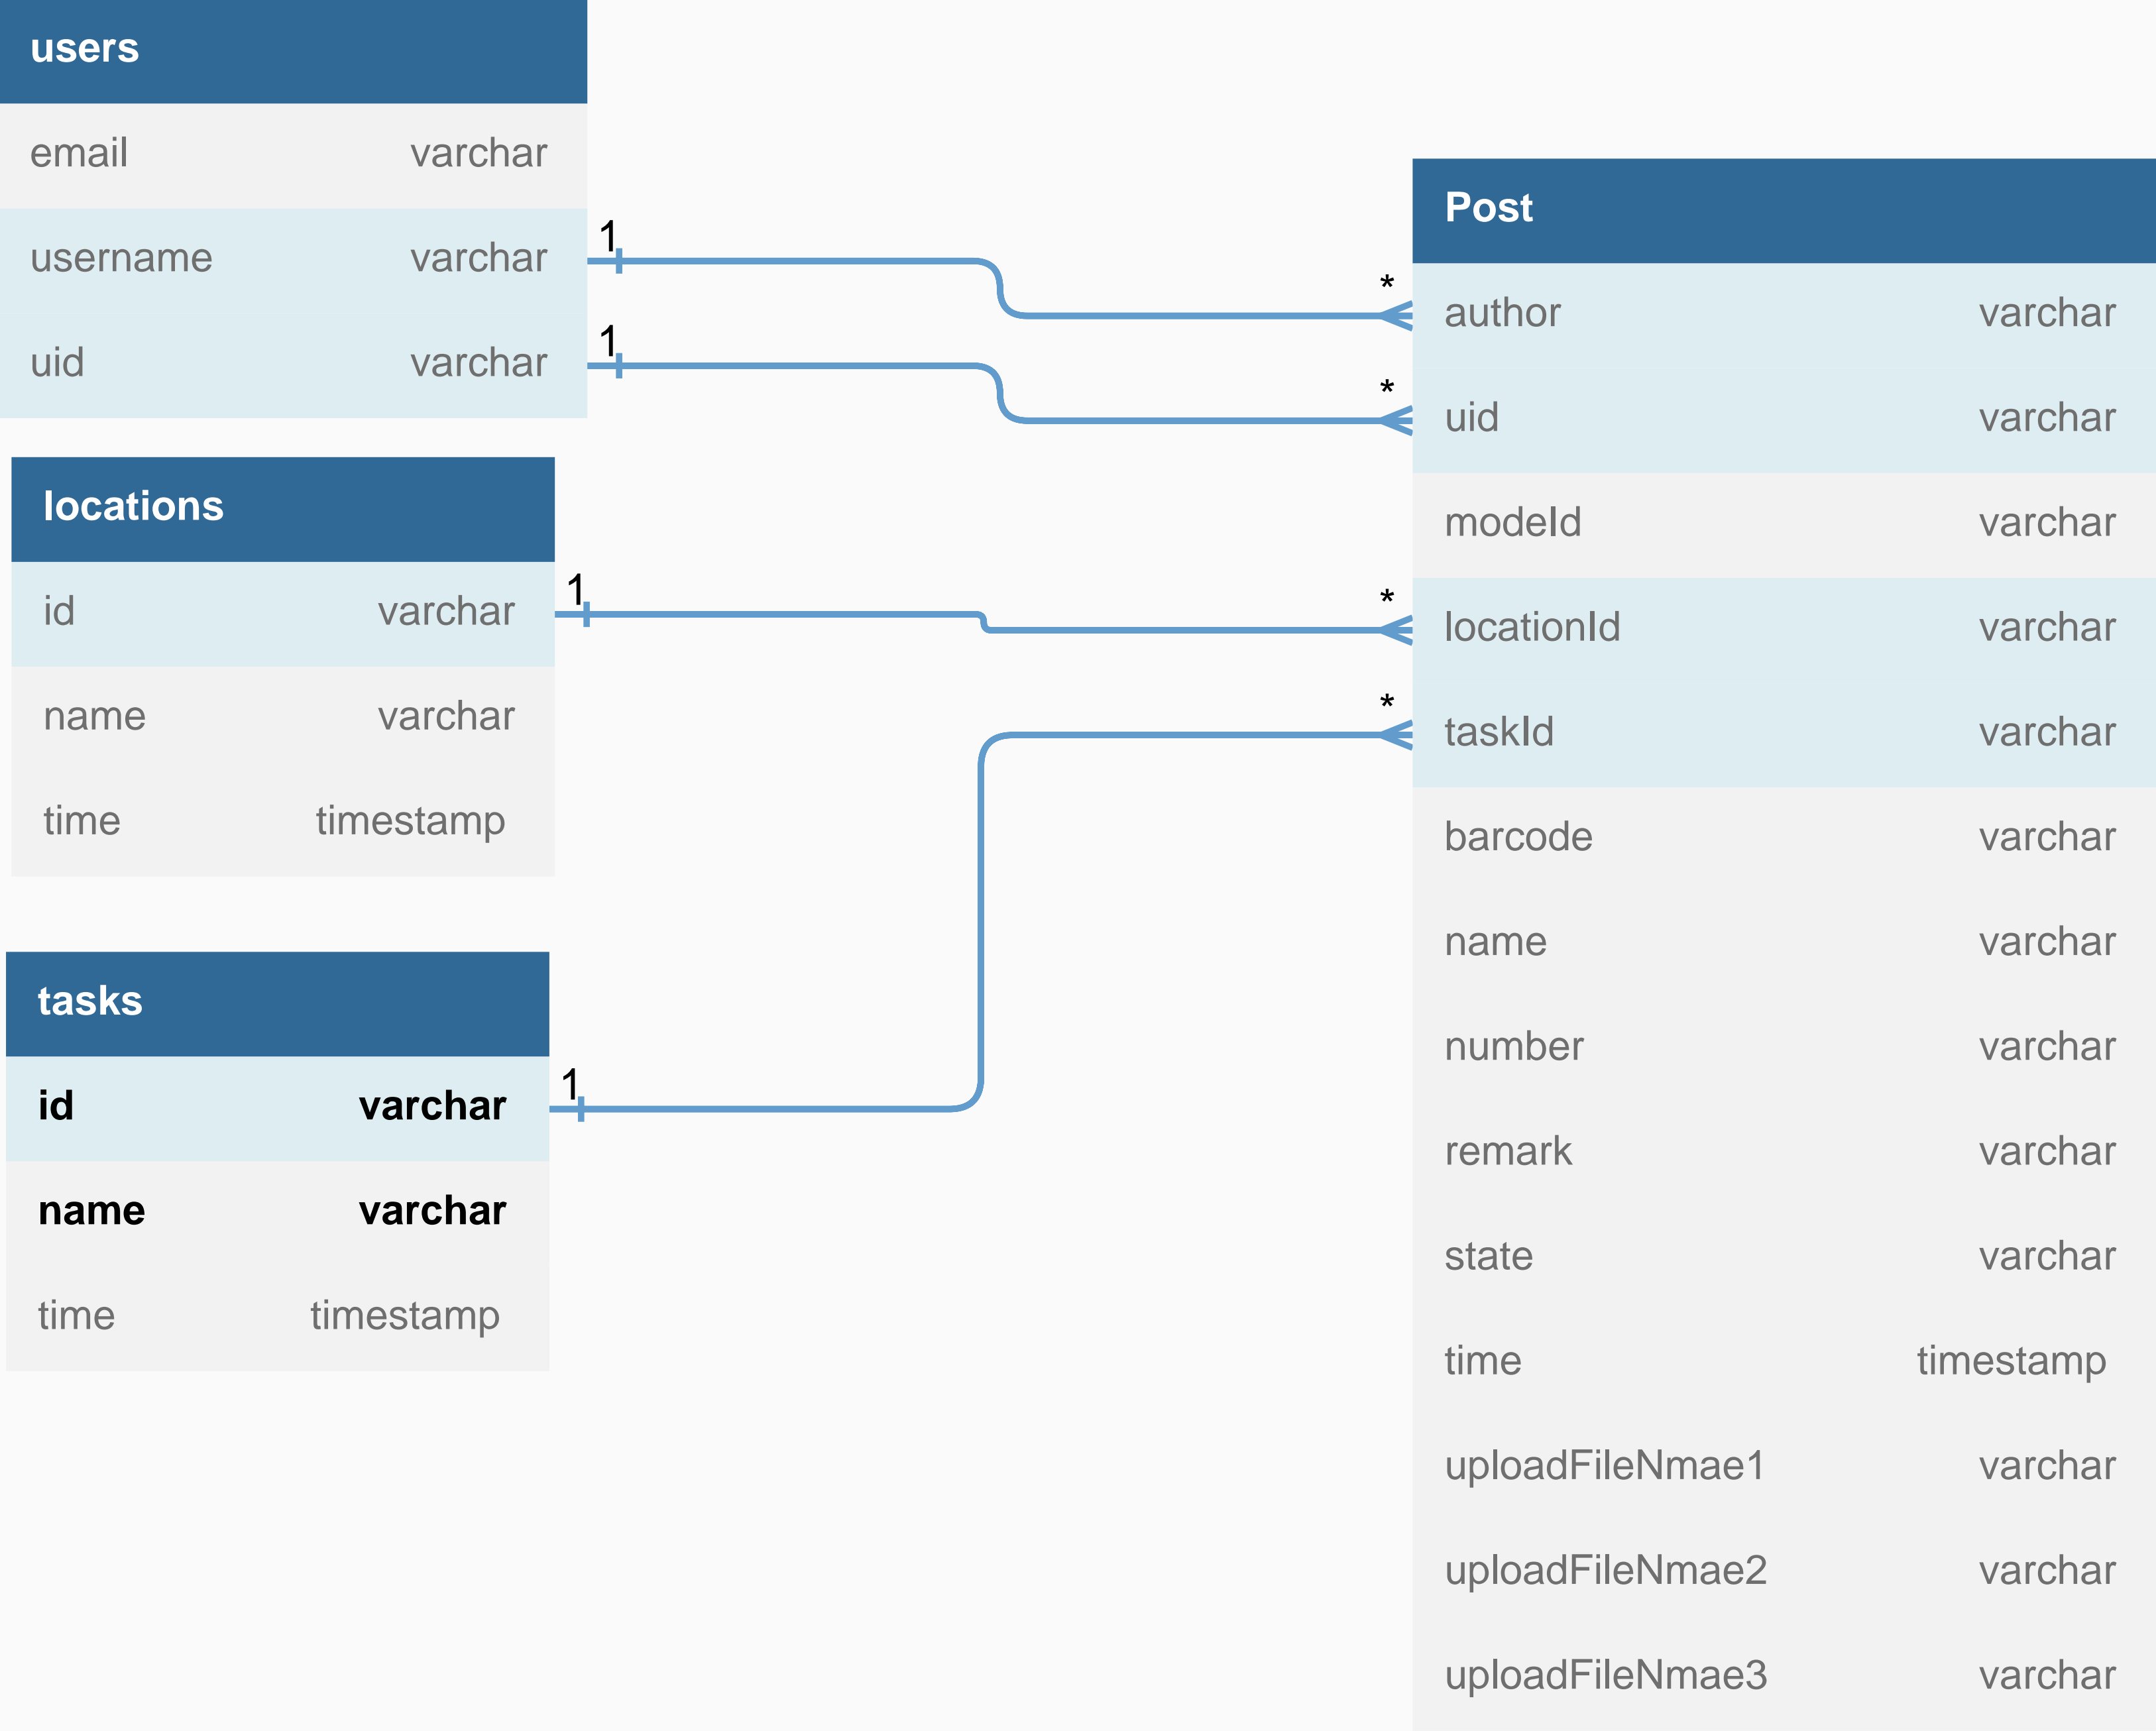 users
email varchar
username varchar
uid varchar
1
1
locations
id varchar
name varchar
time timestamp
1
tasks
id varchar
name varchar
time timestamp
1
Post
author varchar
uid varchar
modeId varchar
locationId varchar
taskId varchar
barcode varchar
name varchar
number varchar
remark varchar
state varchar
time timestamp
uploadFileNmae1 varchar
uploadFileNmae2 varchar
uploadFileNmae3 varchar
*
*
*
*